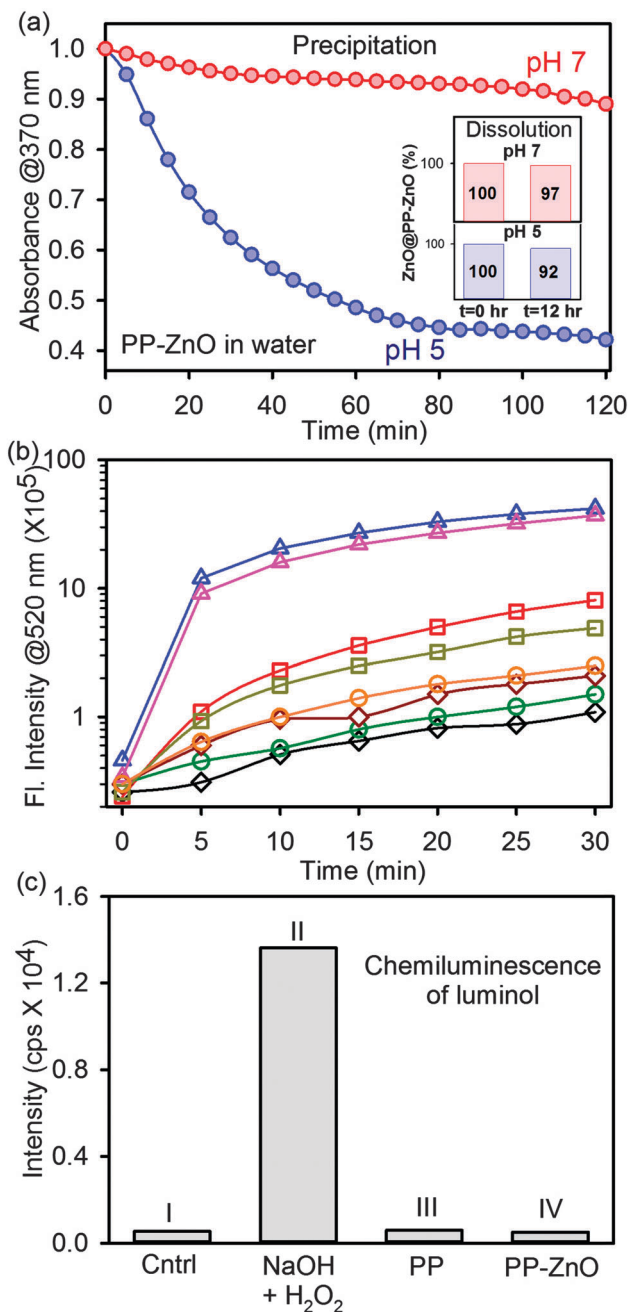 (a)
Precipitation
pH 7
1.0
0.9
0.8
0.7
0.6
0.5
0.4
Absorbance @370 nm
Dissolution
pH 7
100
100
97
pH 5
100
100
92
t=0 hr t=12 hr
ZnO@PP-ZnO (%)
PP-ZnO in water
pH 5
0 20 40 60 80 100 120
Time (min)
(b)
100
10
1
Fl. Intensity @520 nm (X10⁵)
0 5 10 15 20 25 30
Time (min)
(c)
1.6
1.2
0.8
0.4
0.0
Intensity (cps X 10⁴)
Chemiluminescence
of luminol
I
II
III
IV
Cntrl NaOH PP PP-ZnO
+ H₂O₂